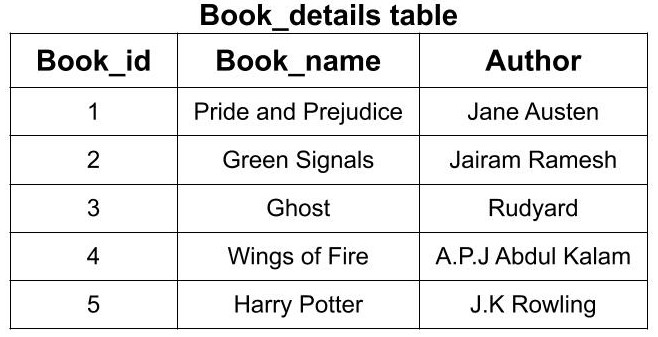 Book_details table
Book_id Book_name Author
1 Pride and Prejudice Jane Austen
2 Green Signals Jairam Ramesh
3 Ghost Rudyard
4 Wings of Fire A.P.J Abdul Kalam
5 Harry Potter J.K Rowling